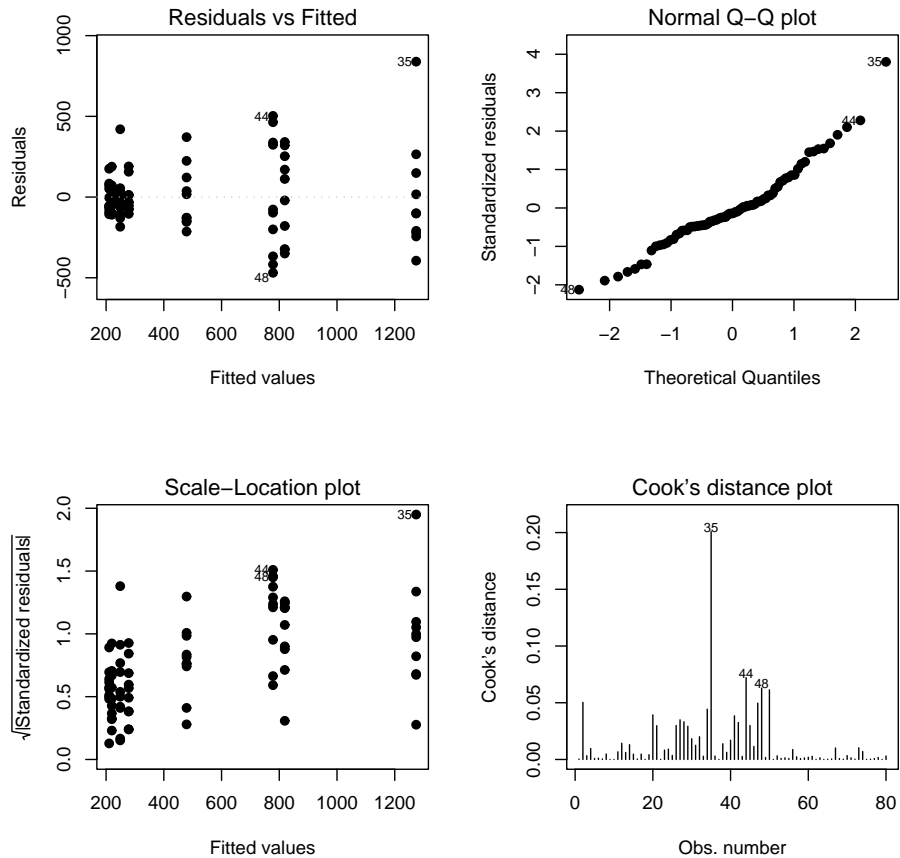 Residuals vs Fitted
1000
500
0
−500
Residuals
35
44
48
200 400 600 800 1000 1200
Fitted values
Normal Q−Q plot
4
3
2
1
0
−1
−2
Standardized residuals
35
44
48
−2 −1 0 1 2
Theoretical Quantiles
Scale−Location plot
2.0
1.5
1.0
0.5
0.0
√|Standardized residuals|
35
44
48
200 400 600 800 1000 1200
Fitted values
Cook's distance plot
0.20
0.15
0.10
0.05
0.00
Cook's distance
35
44
48
0 20 40 60 80
Obs. number